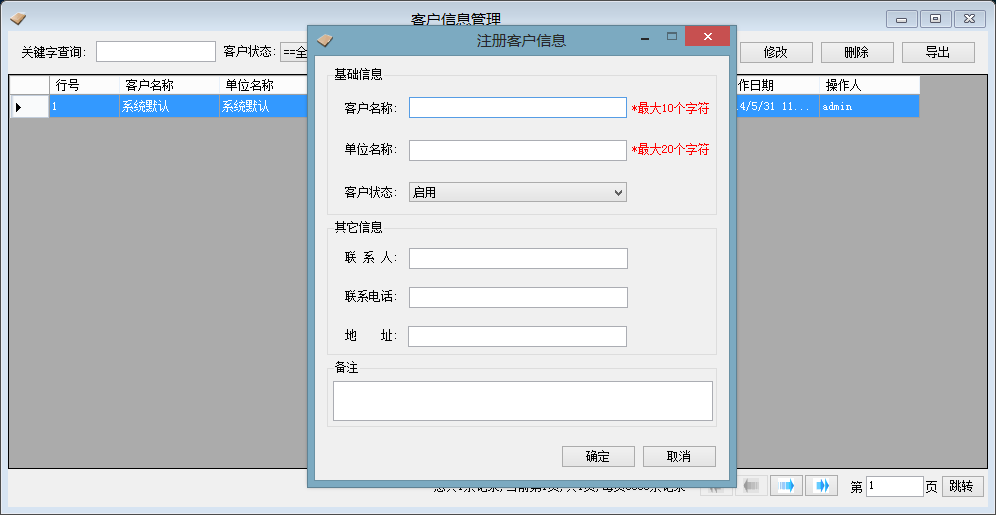 客户信息管理
关键字查询:
客户状态:
==全
修改
删除
导出
行号
客户名称
单位名称
作日期
操作人
1
系统默认
系统默认
4/5/31 11...
admin
注册客户信息
基础信息
客户名称:
*最大10个字符
单位名称:
*最大20个字符
客户状态:
启用
其它信息
联 系 人:
联系电话:
地 址:
备注
确定
取消
第
1
页
跳转